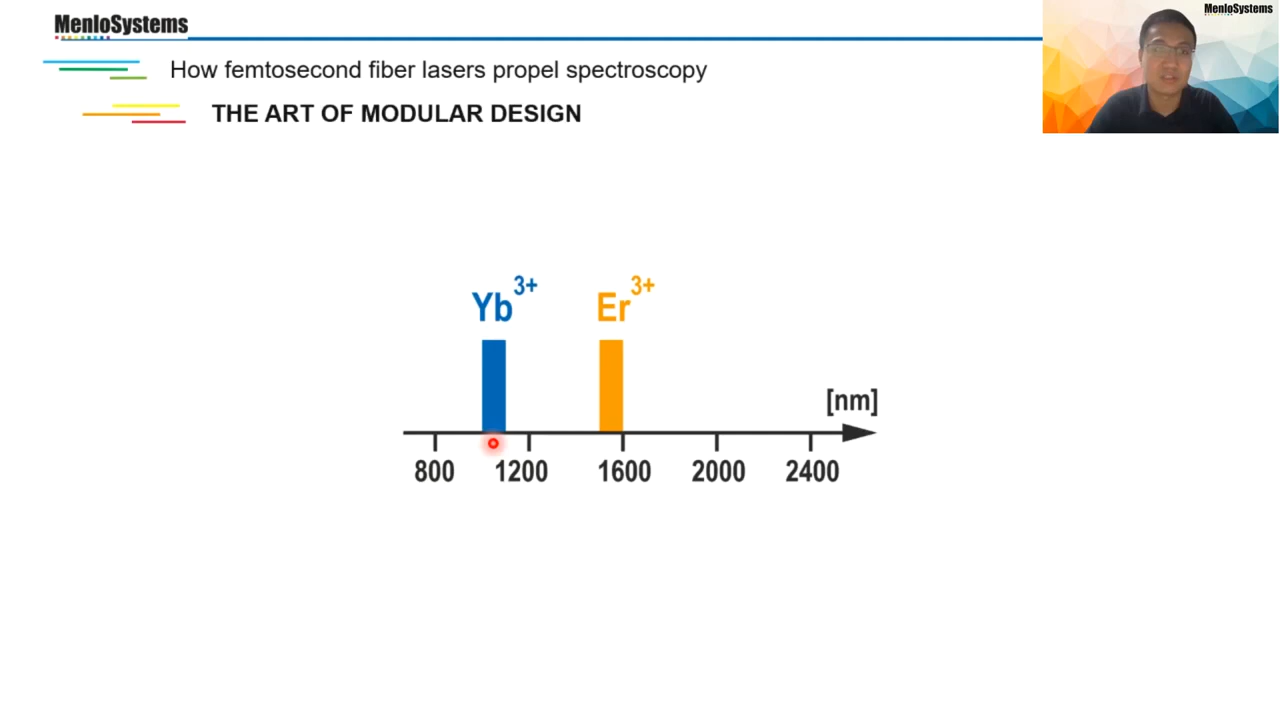 MenloSystems
MenloSystems
How femtosecond fiber lasers propel spectroscopy
THE ART OF MODULAR DESIGN
Yb3+ Er3+
[nm]
800 1200 1600 2000 2400